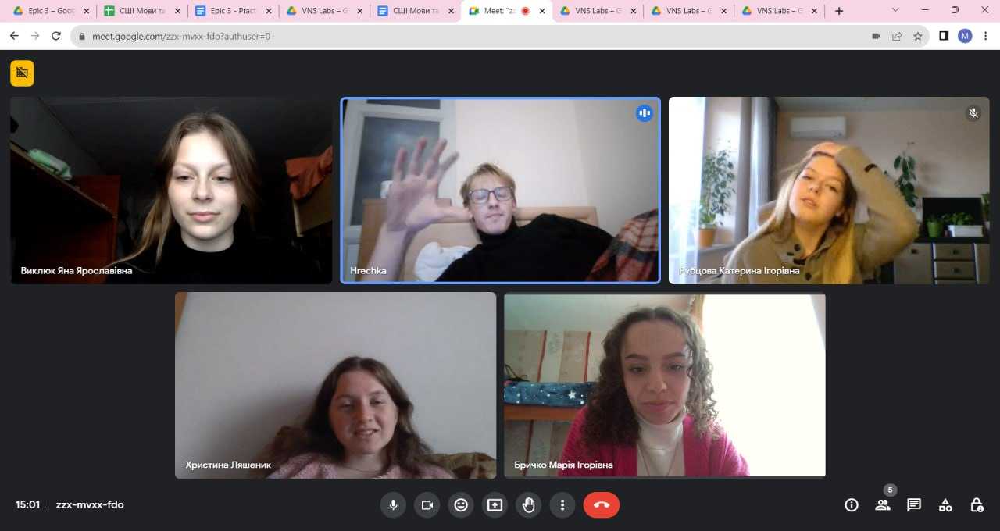 Epic 3 – Goog
СШІ Мови та
Epic 3 - Practi
VNS Labs – G
СШІ Мови та
Meet: "zz
VNS Labs – G
VNS Labs – G
VNS Labs – G
meet.google.com/zzx-mvxx-fdo?authuser=0
M
Виклюк Яна Ярославівна
Hrechka
Рубцова Катерина Ігорівна
Христина Ляшеник
Бричко Марія Ігорівна
15:01 | zzx-mvxx-fdo
5